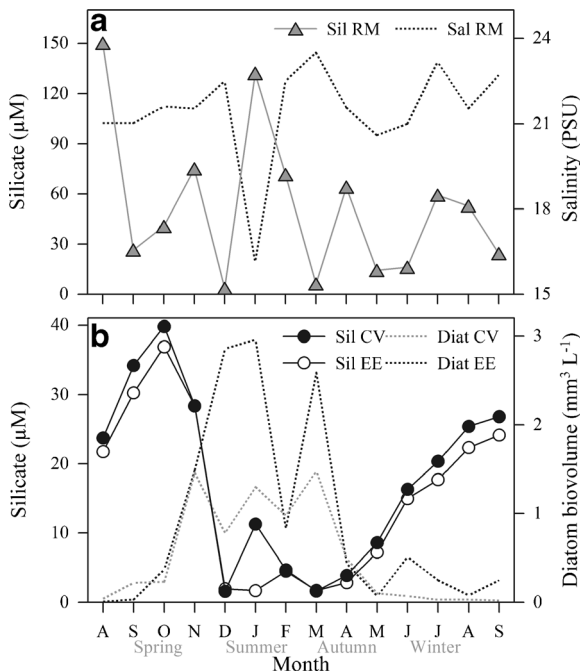 a
Sil RM
Sal RM
150
120
90
60
30
0
Silicate (µM)
24
21
18
15
Salinity (PSU)
b
Sil CV
Diat CV
Sil EE
Diat EE
40
30
20
10
0
Silicate (µM)
3
2
1
0
Diatom biovolume (mm³ L⁻¹)
A S O N D J F M A M J J A S
Spring Summer Autumn Winter
Month